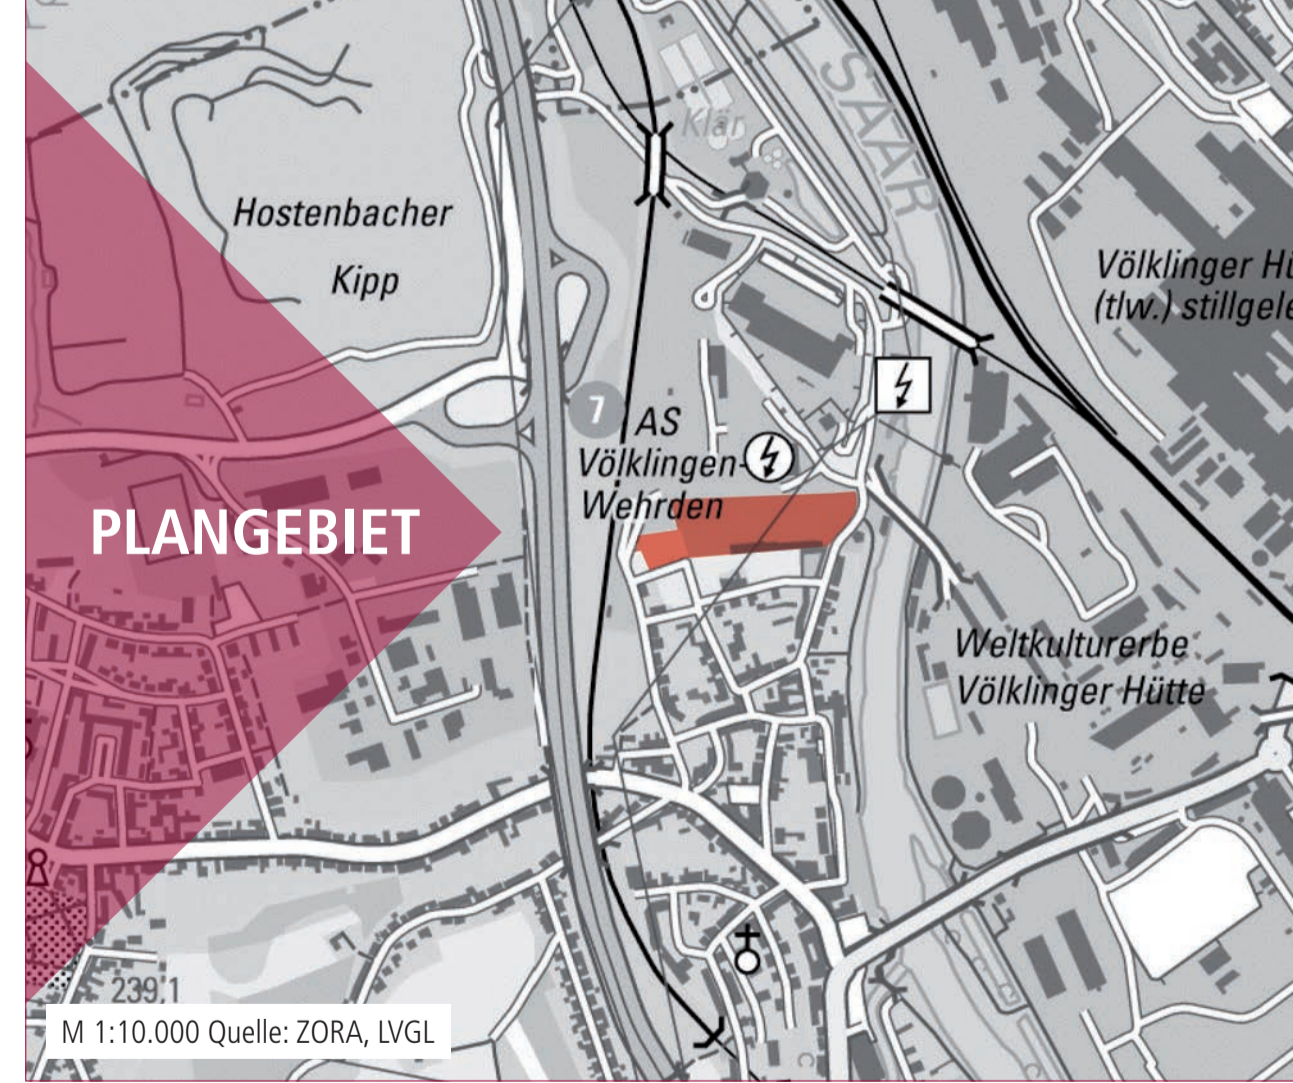 Klär
SAAR
Hostenbacher
Kipp
Völklinger Hü
(tlw.) stillgele
7
AS
Völklingen-
Wehrden
PLANGEBIET
Weltkulturerbe
Völklinger Hütte
239,1
M 1:10.000 Quelle: ZORA, LVGL